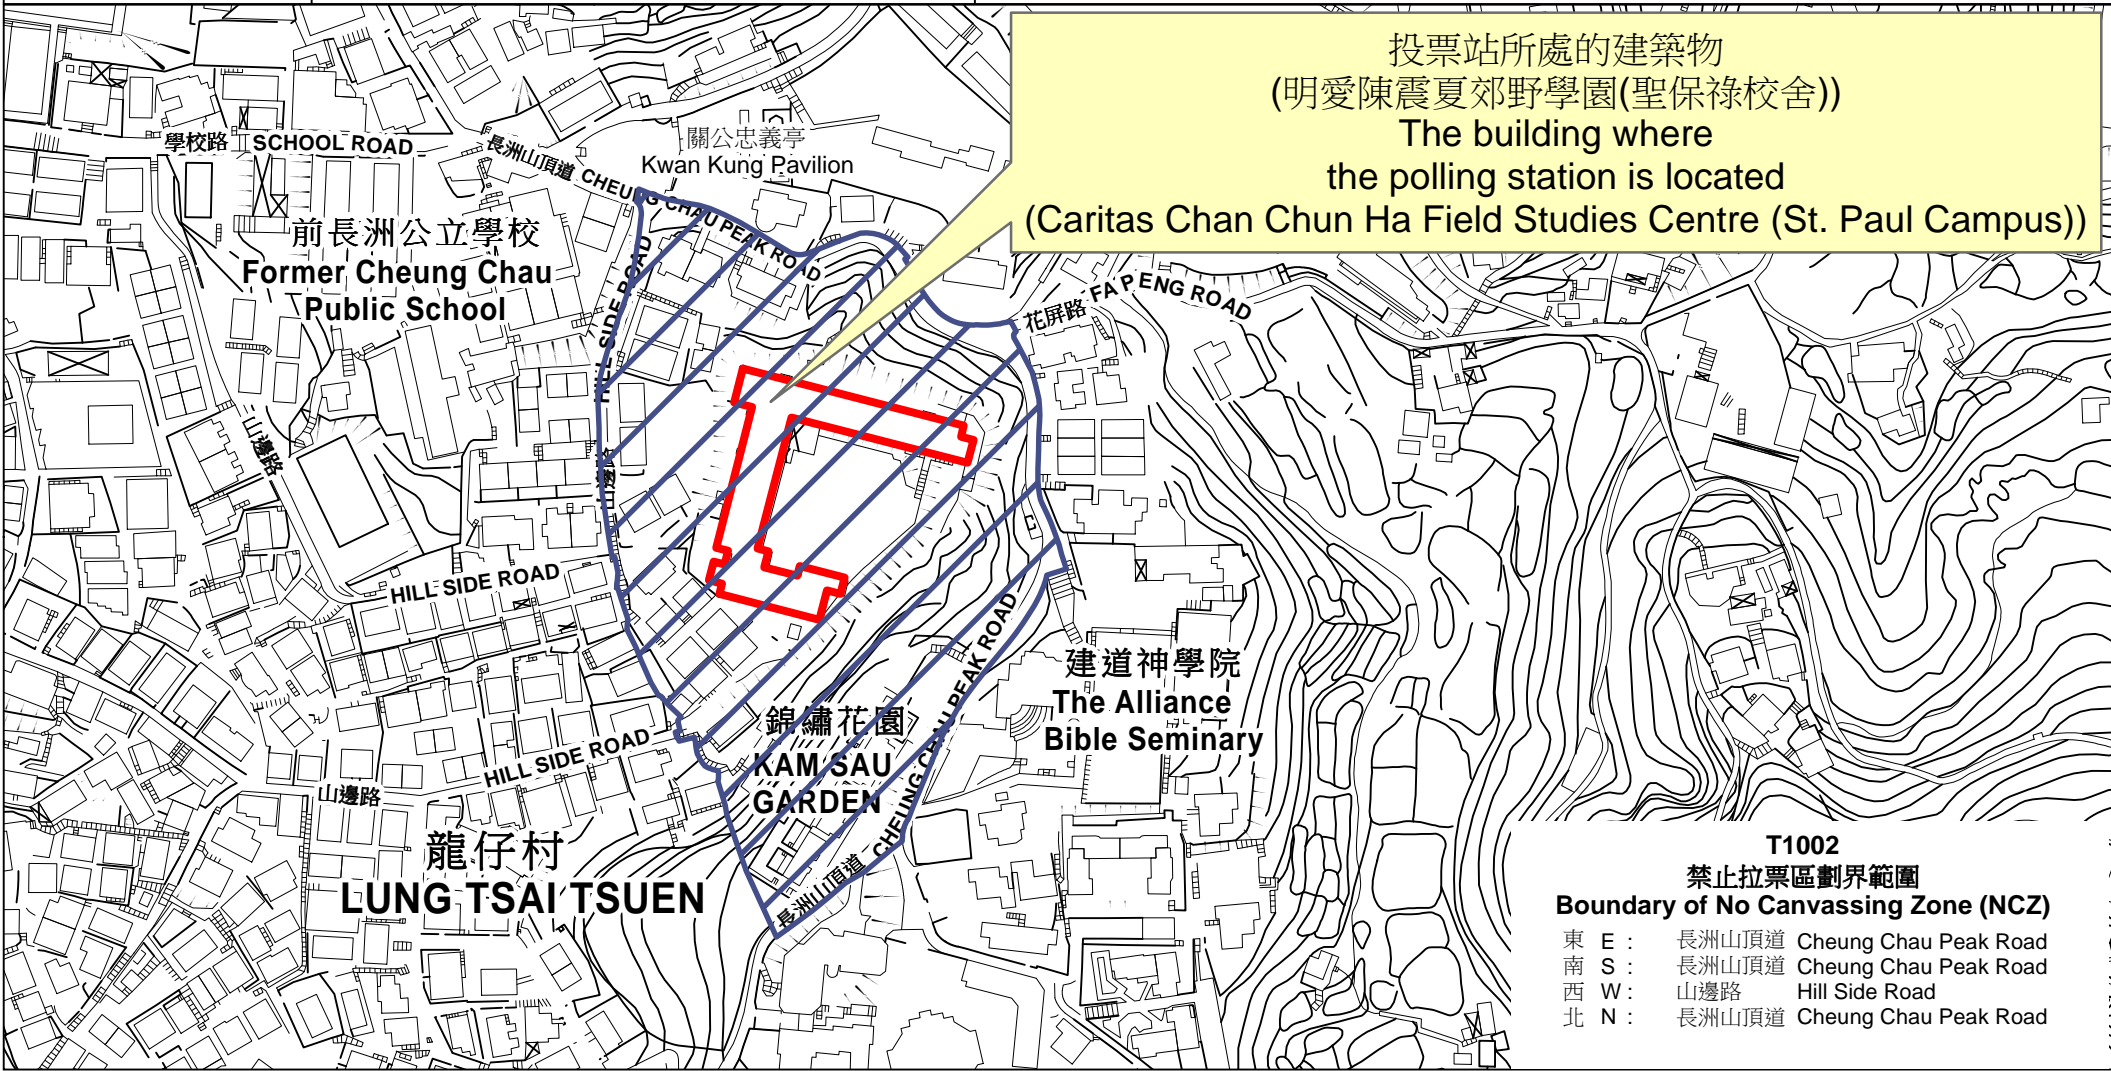 投票站所處的建築物
(明愛陳震夏郊野學園(聖保祿校舍))
The building where
the polling station is located
(Caritas Chan Chun Ha Field Studies Centre (St. Paul Campus))
學校路 SCHOOL ROAD
長洲山頂道 CHEUNG CHAU PEAK ROAD
關公忠義亭
Kwan Kung Pavilion
前長洲公立學校
Former Cheung Chau
Public School
HILL SIDE ROAD
山邊路
花屏路 FA PENG ROAD
山邊路
HILL SIDE ROAD
HILL SIDE ROAD
山邊路
龍仔村
LUNG TSAI TSUEN
錦繡花園
KAM SAU
GARDEN
長洲山頂道 CHEUNG CHAU PEAK ROAD
建道神學院
The Alliance
Bible Seminary
T1002
禁止拉票區劃界範圍
Boundary of No Canvassing Zone (NCZ)
東 E : 長洲山頂道 Cheung Chau Peak Road
南 S : 長洲山頂道 Cheung Chau Peak Road
西 W : 山邊路 Hill Side Road
北 N : 長洲山頂道 Cheung Chau Peak Road